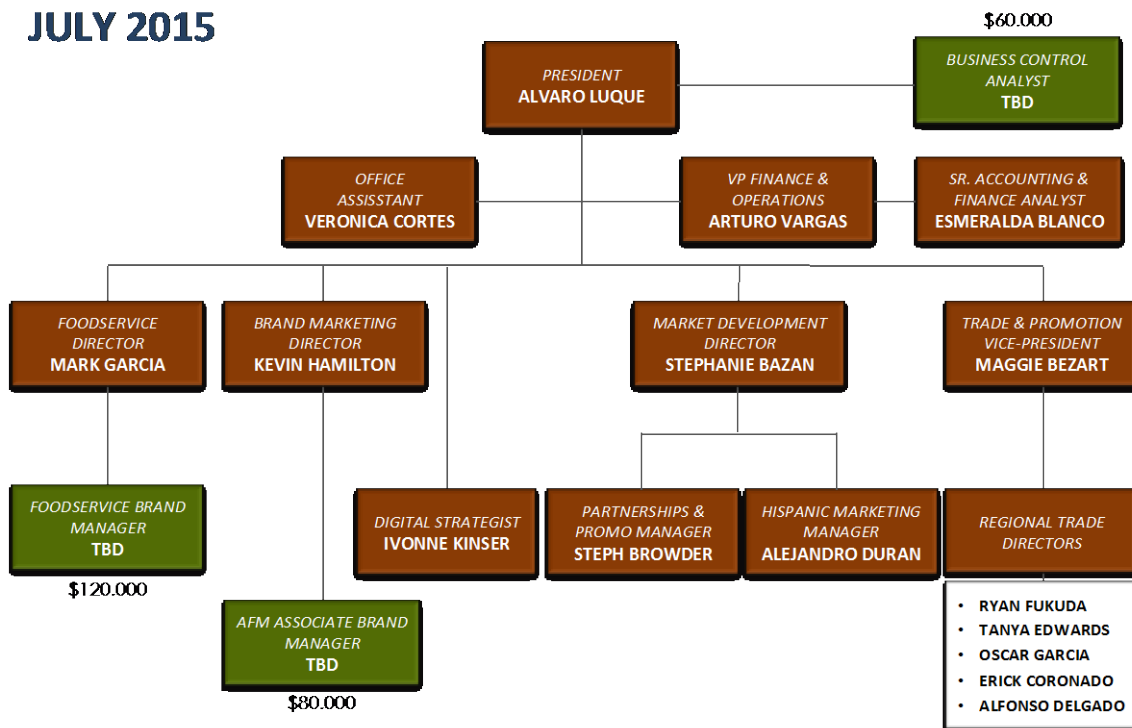 JULY 2015
$60.000
PRESIDENT
ALVARO LUQUE
BUSINESS CONTROL
ANALYST
TBD
OFFICE
ASSISSTANT
VERONICA CORTES
VP FINANCE &
OPERATIONS
ARTURO VARGAS
SR. ACCOUNTING &
FINANCE ANALYST
ESMERALDA BLANCO
FOODSERVICE
DIRECTOR
MARK GARCIA
BRAND MARKETING
DIRECTOR
KEVIN HAMILTON
MARKET DEVELOPMENT
DIRECTOR
STEPHANIE BAZAN
TRADE & PROMOTION
VICE-PRESIDENT
MAGGIE BEZART
FOODSERVICE BRAND
MANAGER
TBD
$120.000
DIGITAL STRATEGIST
IVONNE KINSER
PARTNERSHIPS &
PROMO MANAGER
STEPH BROWDER
HISPANIC MARKETING
MANAGER
ALEJANDRO DURAN
REGIONAL TRADE
DIRECTORS
AFM ASSOCIATE BRAND
MANAGER
TBD
$80.000
• RYAN FUKUDA
• TANYA EDWARDS
• OSCAR GARCIA
• ERICK CORONADO
• ALFONSO DELGADO